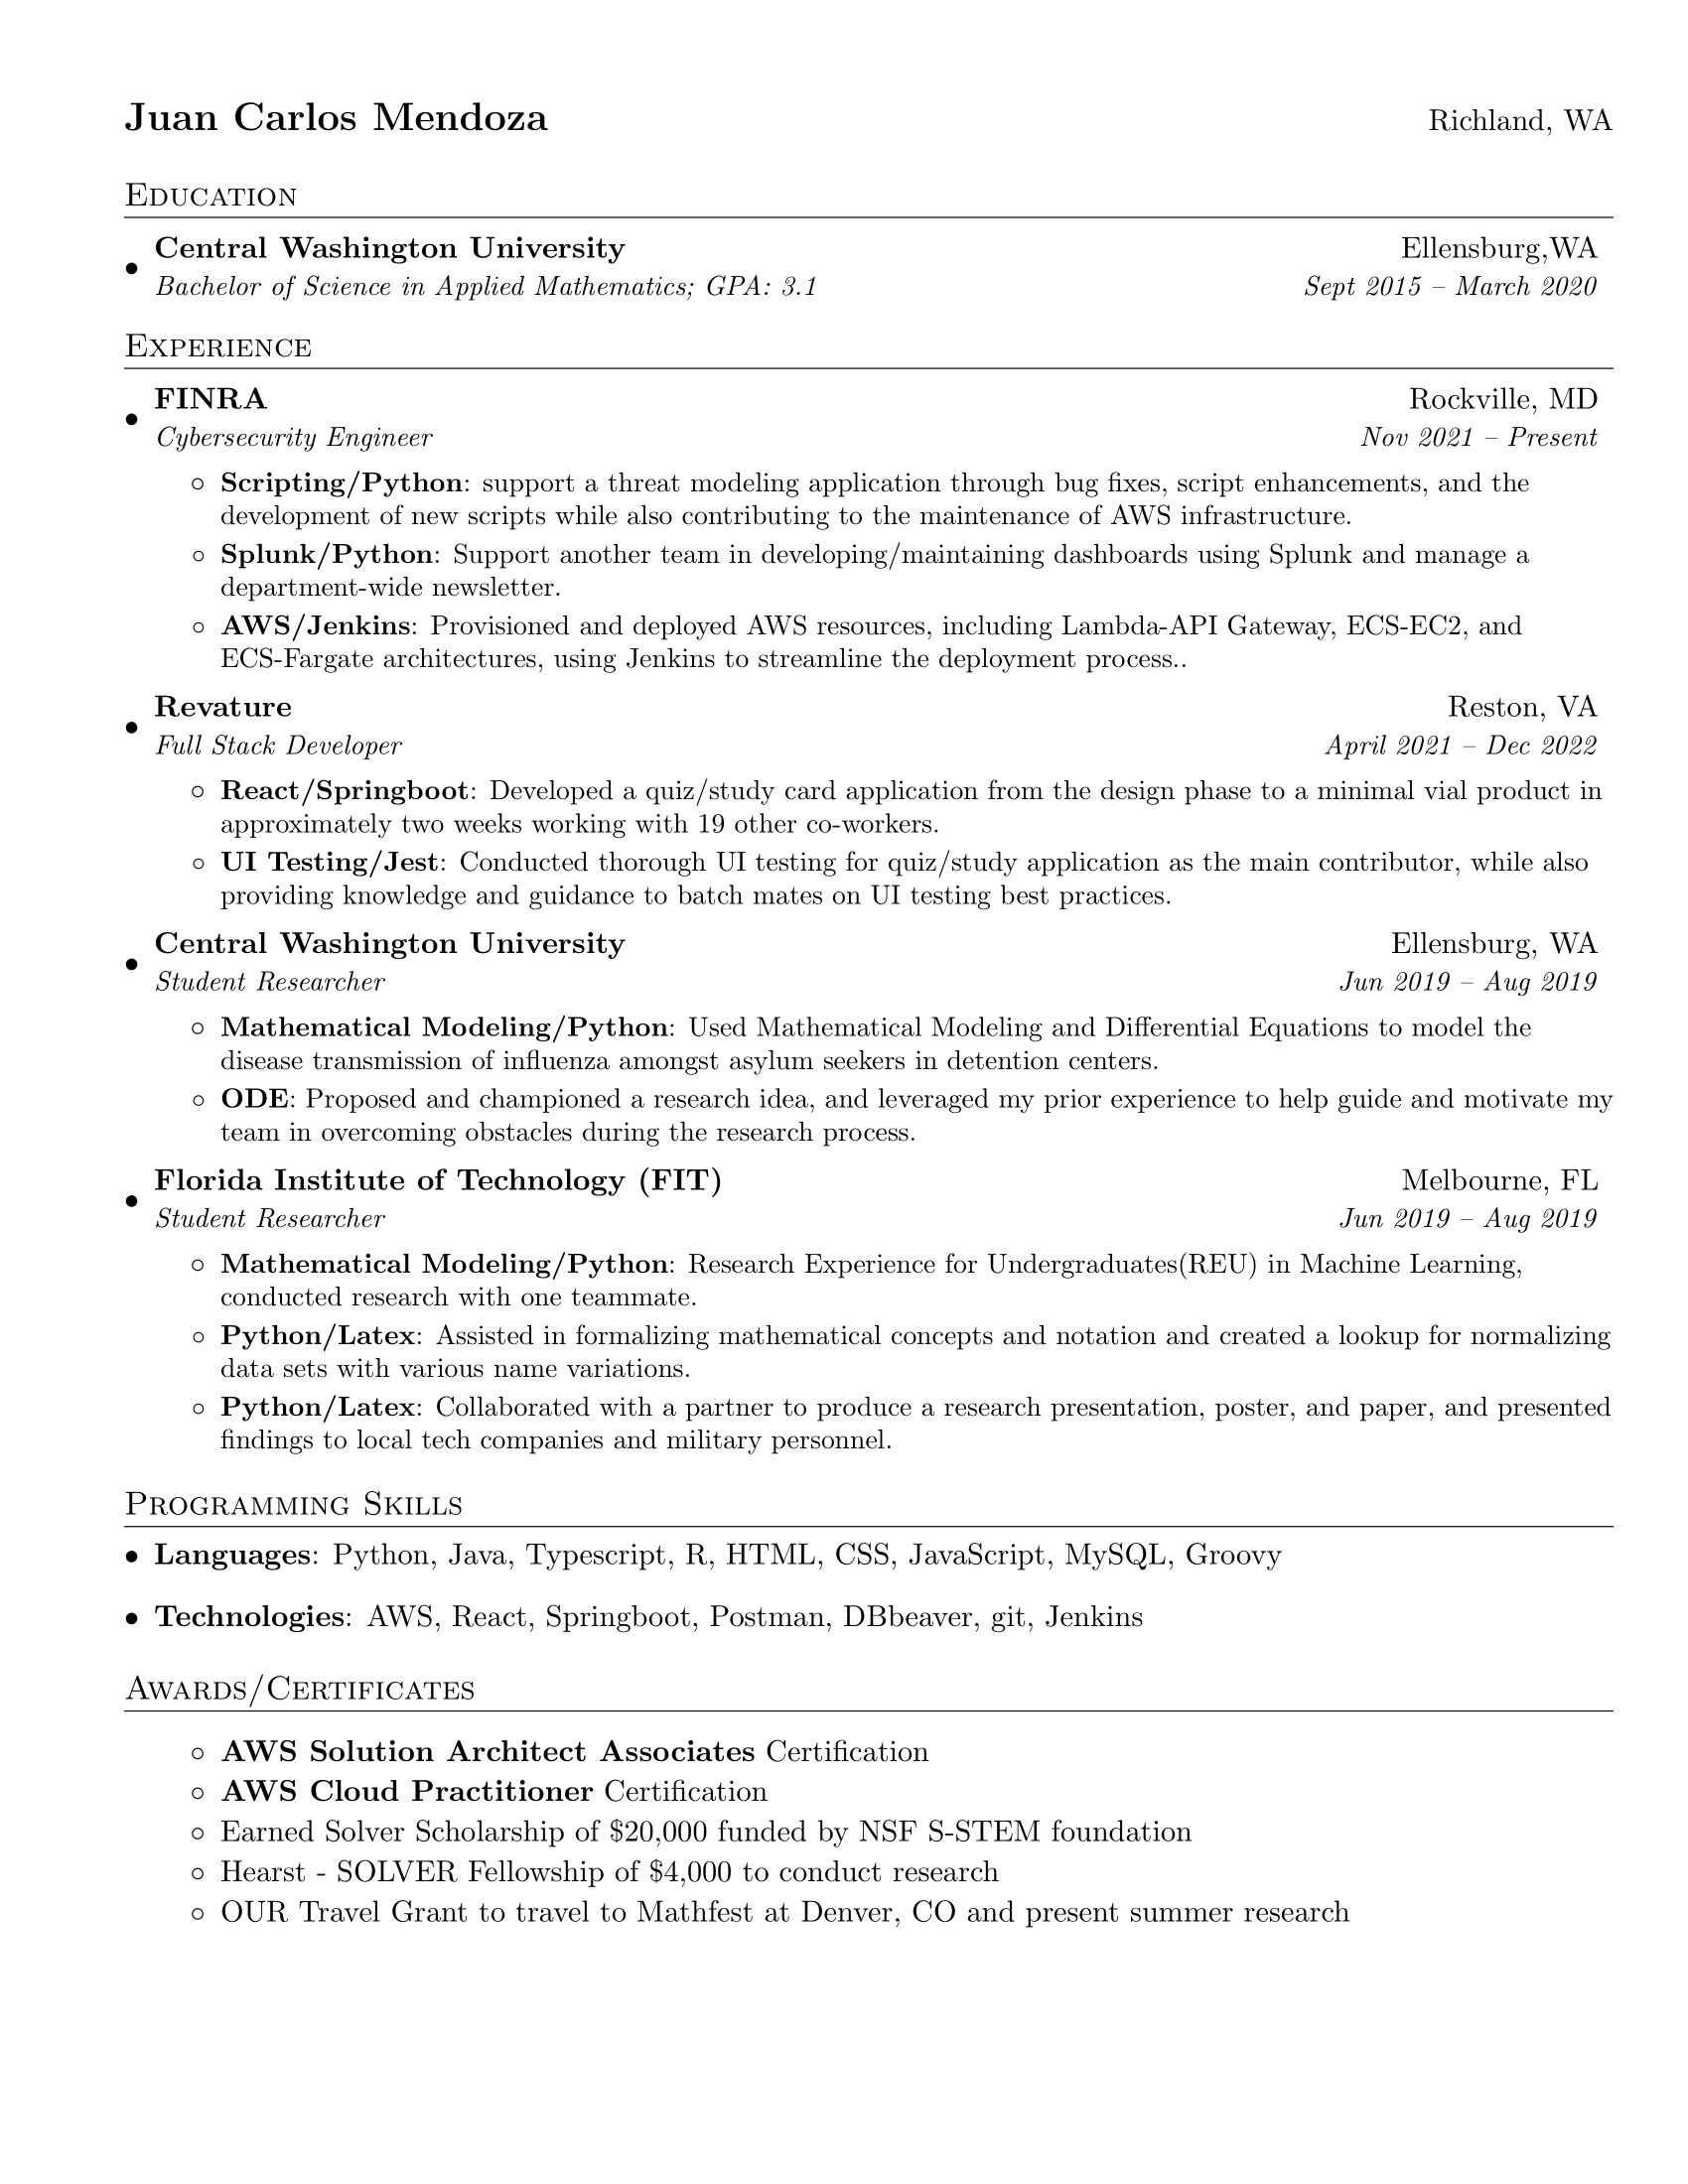 Juan Carlos Mendoza Richland, WA
Education
• Central Washington University Ellensburg,WA
Bachelor of Science in Applied Mathematics; GPA: 3.1 Sept 2015 – March 2020
Experience
• FINRA Rockville, MD
Cybersecurity Engineer Nov 2021 – Present
◦ Scripting/Python: support a threat modeling application through bug fixes, script enhancements, and the
development of new scripts while also contributing to the maintenance of AWS infrastructure.
◦ Splunk/Python: Support another team in developing/maintaining dashboards using Splunk and manage a
department-wide newsletter.
◦ AWS/Jenkins: Provisioned and deployed AWS resources, including Lambda-API Gateway, ECS-EC2, and
ECS-Fargate architectures, using Jenkins to streamline the deployment process..
• Revature Reston, VA
Full Stack Developer April 2021 – Dec 2022
◦ React/Springboot: Developed a quiz/study card application from the design phase to a minimal vial product in
approximately two weeks working with 19 other co-workers.
◦ UI Testing/Jest: Conducted thorough UI testing for quiz/study application as the main contributor, while also
providing knowledge and guidance to batch mates on UI testing best practices.
• Central Washington University Ellensburg, WA
Student Researcher Jun 2019 – Aug 2019
◦ Mathematical Modeling/Python: Used Mathematical Modeling and Differential Equations to model the
disease transmission of influenza amongst asylum seekers in detention centers.
◦ ODE: Proposed and championed a research idea, and leveraged my prior experience to help guide and motivate my
team in overcoming obstacles during the research process.
• Florida Institute of Technology (FIT) Melbourne, FL
Student Researcher Jun 2019 – Aug 2019
◦ Mathematical Modeling/Python: Research Experience for Undergraduates(REU) in Machine Learning,
conducted research with one teammate.
◦ Python/Latex: Assisted in formalizing mathematical concepts and notation and created a lookup for normalizing
data sets with various name variations.
◦ Python/Latex: Collaborated with a partner to produce a research presentation, poster, and paper, and presented
findings to local tech companies and military personnel.
Programming Skills
• Languages: Python, Java, Typescript, R, HTML, CSS, JavaScript, MySQL, Groovy
• Technologies: AWS, React, Springboot, Postman, DBbeaver, git, Jenkins
Awards/Certificates
◦ AWS Solution Architect Associates Certification
◦ AWS Cloud Practitioner Certification
◦ Earned Solver Scholarship of $20,000 funded by NSF S-STEM foundation
◦ Hearst - SOLVER Fellowship of $4,000 to conduct research
◦ OUR Travel Grant to travel to Mathfest at Denver, CO and present summer research